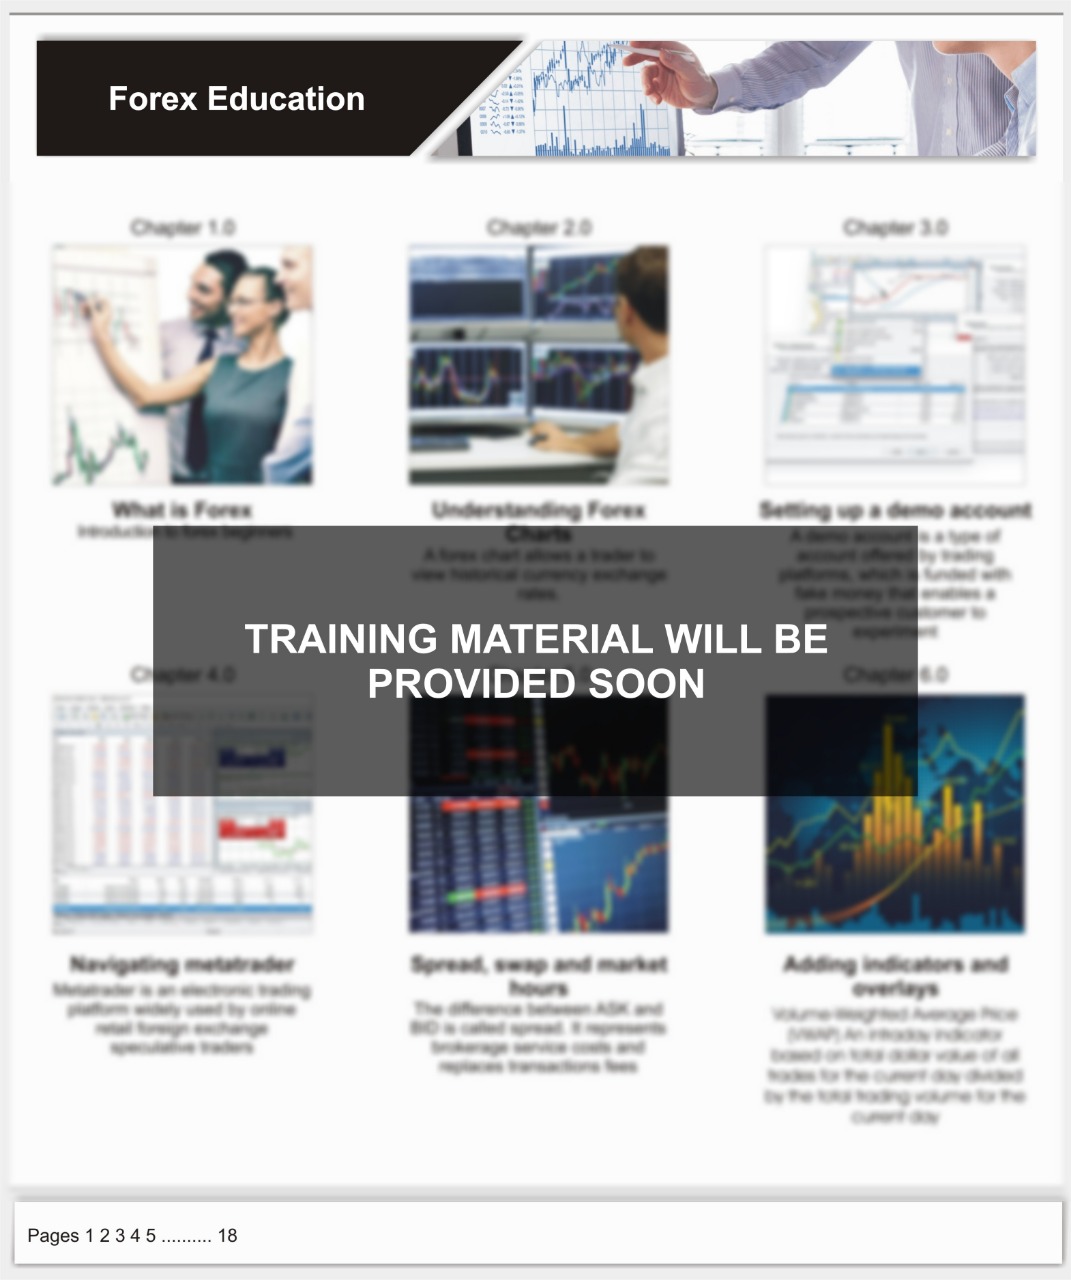 Forex Education
Chapter 1.0
Chapter 2.0
Chapter 3.0
What is Forex
Introduction to forex beginners
Understanding Forex
Charts
A forex chart allows a trader to
view historical currency exchange
rates.
Setting up a demo account
A demo account is a type of
account offered by trading
platforms, which is funded with
fake money that enables a
prospective customer to
experiment
TRAINING MATERIAL WILL BE
PROVIDED SOON
Chapter 4.0
Chapter 6.0
Navigating metatrader
Metatrader is an electronic trading
platform widely used by online
retail foreign exchange
speculative traders
Spread, swap and market
hours
The difference between ASK and
BID is called spread. It represents
brokerage service costs and
replaces transactions fees
Adding indicators and
overlays
Volume-Weighted Average Price
(VWAP) An intraday indicator
based on total dollar value of all
trades for the current day divided
by the total trading volume for the
current day
Pages 1 2 3 4 5 .......... 18